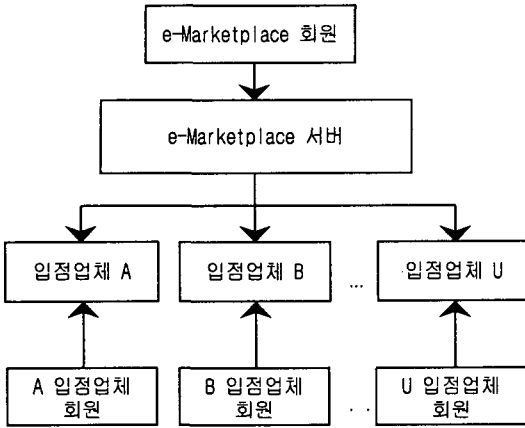 e-Marketplace 회원
e-Marketplace 서버
입점업체 A
입점업체 B
...
입점업체 U
A 입점업체
회원
B 입점업체
회원
. .
U 입점업체
회원